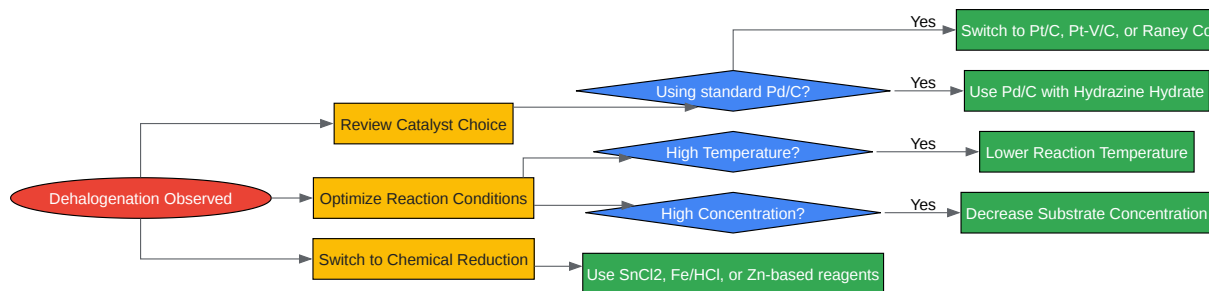 Yes
Switch to Pt/C, Pt-V/C, or Raney Co
Using standard Pd/C?
Yes
Use Pd/C with Hydrazine Hydrate
Review Catalyst Choice
High Temperature?
Yes
Lower Reaction Temperature
Dehalogenation Observed
Optimize Reaction Conditions
High Concentration?
Yes
Decrease Substrate Concentration
Switch to Chemical Reduction
Use SnCl2, Fe/HCl, or Zn-based reagents